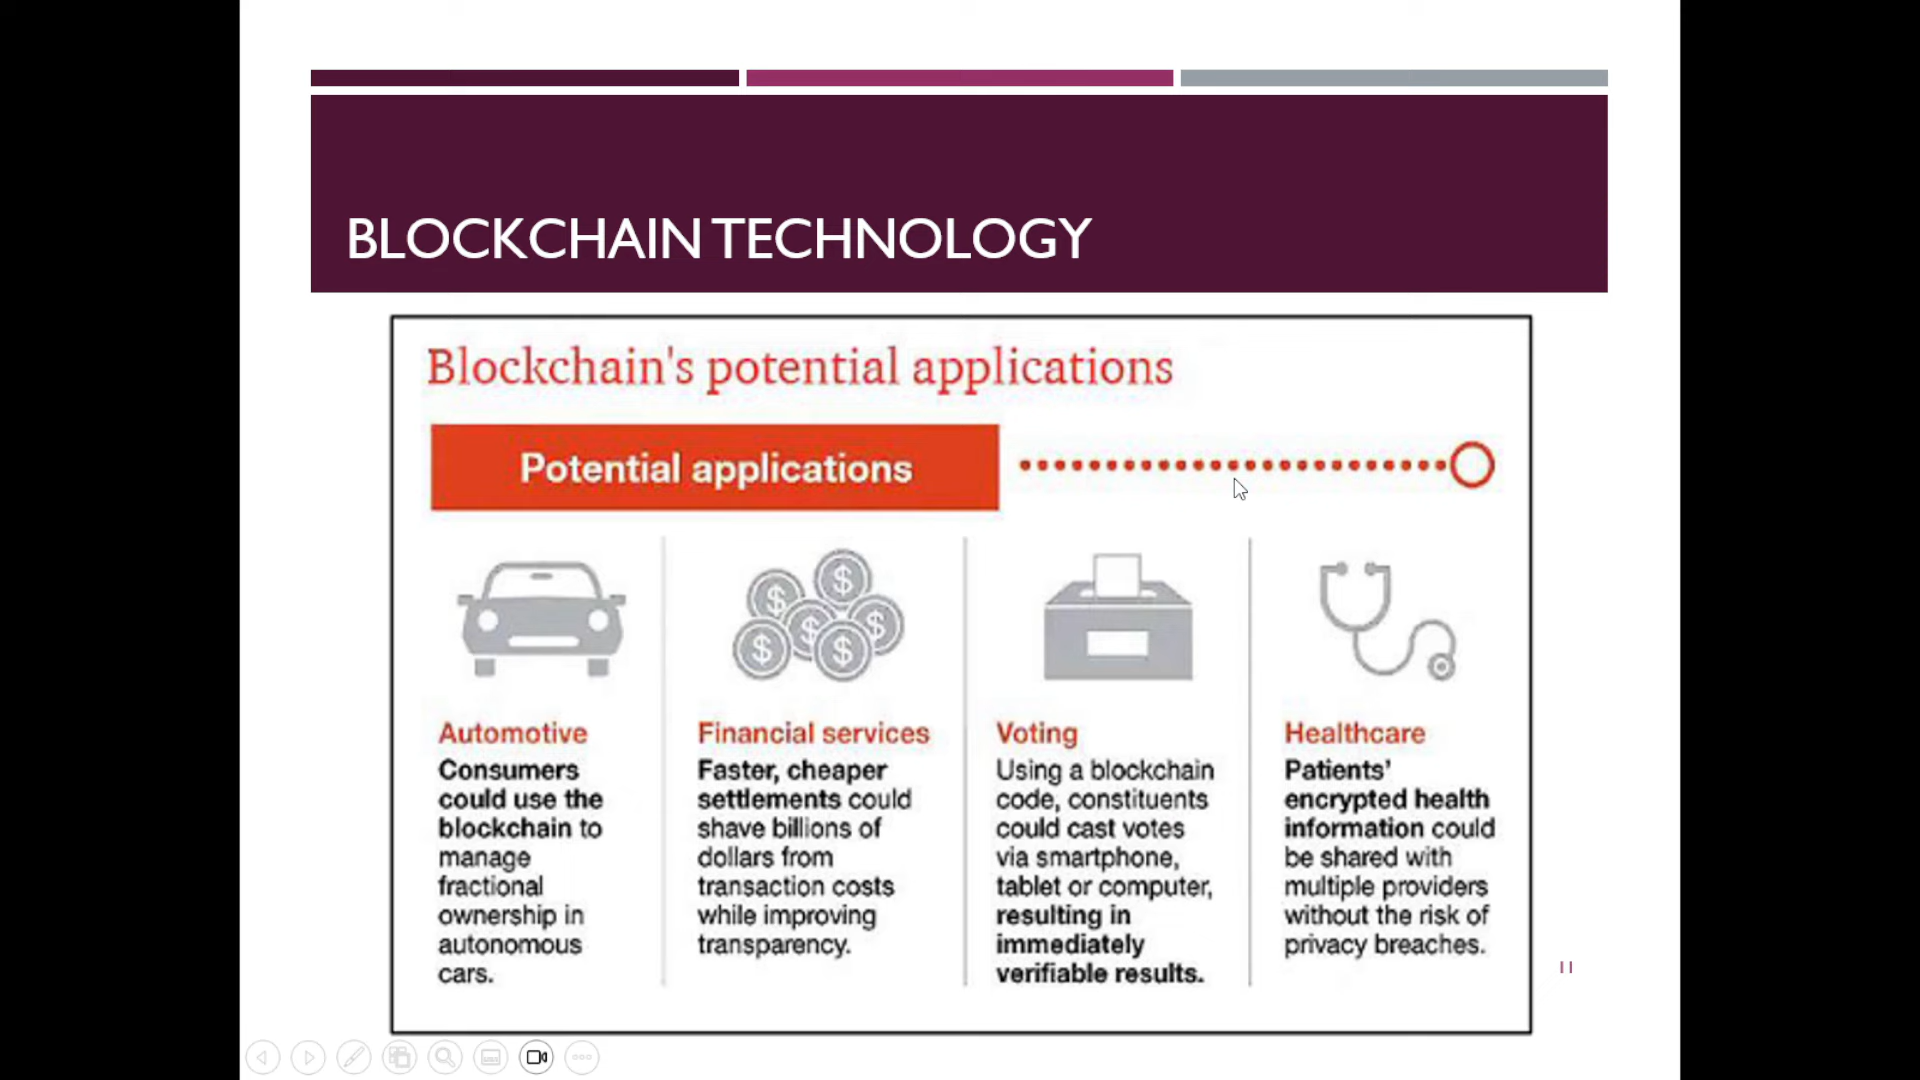 BLOCKCHAIN TECHNOLOGY
Blockchain's potential applications
Potential applications
$ $ $ $ $ $
Automotive
Consumers
could use the
blockchain to
manage
fractional
ownership in
autonomous
cars.
Financial services
Faster, cheaper
settlements could
shave billions of
dollars from
transaction costs
while improving
transparency.
Voting
Using a blockchain
code, constituents
could cast votes
via smartphone,
tablet or computer,
resulting in
immediately
verifiable results.
Healthcare
Patients'
encrypted health
information could
be shared with
multiple providers
without the risk of
privacy breaches.
11